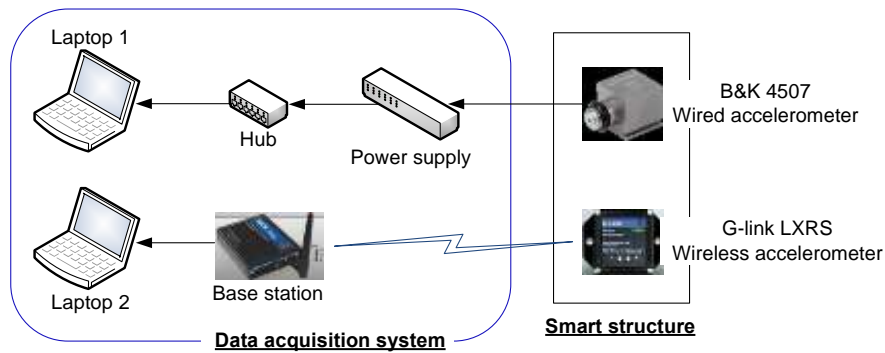 Laptop 1
Hub
Power supply
B&K 4507
Wired accelerometer
Laptop 2
Base station
G-link LXRS
Wireless accelerometer
Data acquisition system
Smart structure